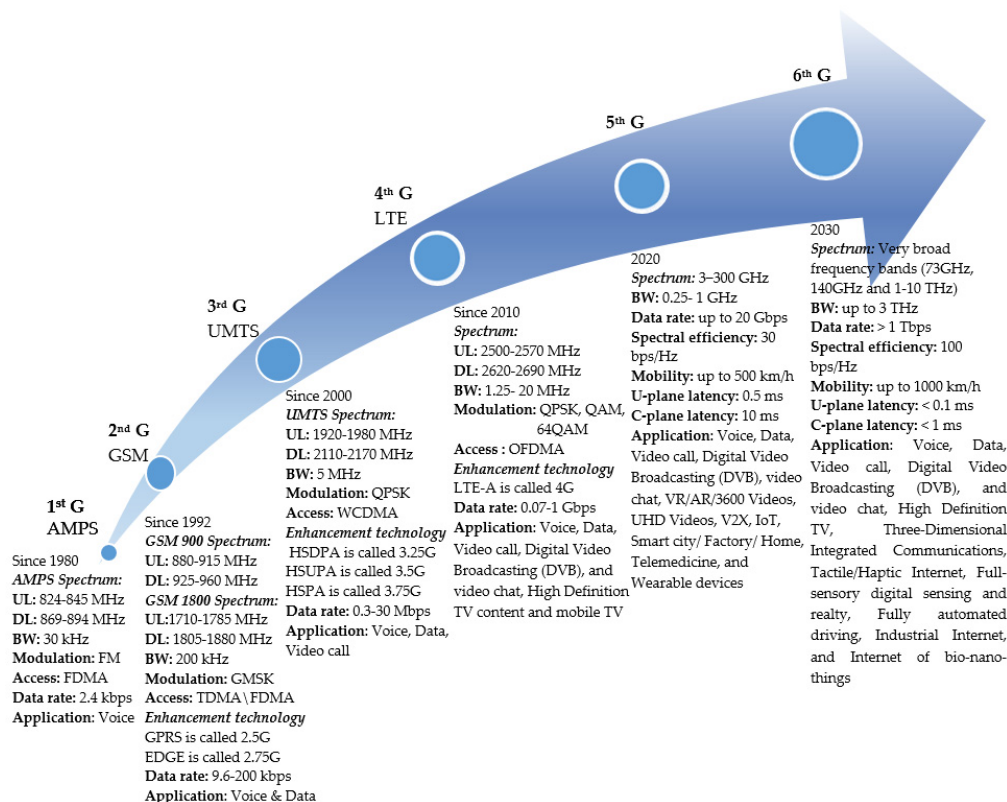 1st G
AMPS
Since 1980
AMPS Spectrum:
UL: 824-845 MHz
DL: 869-894 MHz
BW: 30 kHz
Modulation: FM
Access: FDMA
Data rate: 2.4 kbps
Application: Voice
2nd G
GSM
Since 1992
GSM 900 Spectrum:
UL: 880-915 MHz
DL: 925-960 MHz
GSM 1800 Spectrum:
UL:1710-1785 MHz
DL: 1805-1880 MHz
BW: 200 kHz
Modulation: GMSK
Access: TDMA\FDMA
Enhancement technology
GPRS is called 2.5G
EDGE is called 2.75G
Data rate: 9.6-200 kbps
Application: Voice & Data
3rd G
UMTS
Since 2000
UMTS Spectrum:
UL: 1920-1980 MHz
DL: 2110-2170 MHz
BW: 5 MHz
Modulation: QPSK
Access: WCDMA
Enhancement technology
HSDPA is called 3.25G
HSUPA is called 3.5G
HSPA is called 3.75G
Data rate: 0.3-30 Mbps
Application: Voice, Data,
Video call
4th G
LTE
Since 2010
Spectrum:
UL: 2500-2570 MHz
DL: 2620-2690 MHz
BW: 1.25- 20 MHz
Modulation: QPSK, QAM,
64QAM
Access : OFDMA
Enhancement technology
LTE-A is called 4G
Data rate: 0.07-1 Gbps
Application: Voice, Data,
Video call, Digital Video
Broadcasting (DVB), and
video chat, High Definition
TV content and mobile TV
5th G
2020
Spectrum: 3–300 GHz
BW: 0.25- 1 GHz
Data rate: up to 20 Gbps
Spectral efficiency: 30
bps/Hz
Mobility: up to 500 km/h
U-plane latency: 0.5 ms
C-plane latency: 10 ms
Application: Voice, Data,
Video call, Digital Video
Broadcasting (DVB), video
chat, VR/AR/3600 Videos,
UHD Videos, V2X, IoT,
Smart city/ Factory/ Home,
Telemedicine, and
Wearable devices
6th G
2030
Spectrum: Very broad
frequency bands (73GHz,
140GHz and 1-10 THz)
BW: up to 3 THz
Data rate: > 1 Tbps
Spectral efficiency: 100
bps/Hz
Mobility: up to 1000 km/h
U-plane latency: < 0.1 ms
C-plane latency: < 1 ms
Application: Voice, Data,
Video call, Digital Video
Broadcasting (DVB), and
video chat, High Definition
TV, Three-Dimensional
Integrated Communications,
Tactile/Haptic Internet, Full-
sensory digital sensing and
realty, Fully automated
driving, Industrial Internet,
and Internet of bio-nano-
things